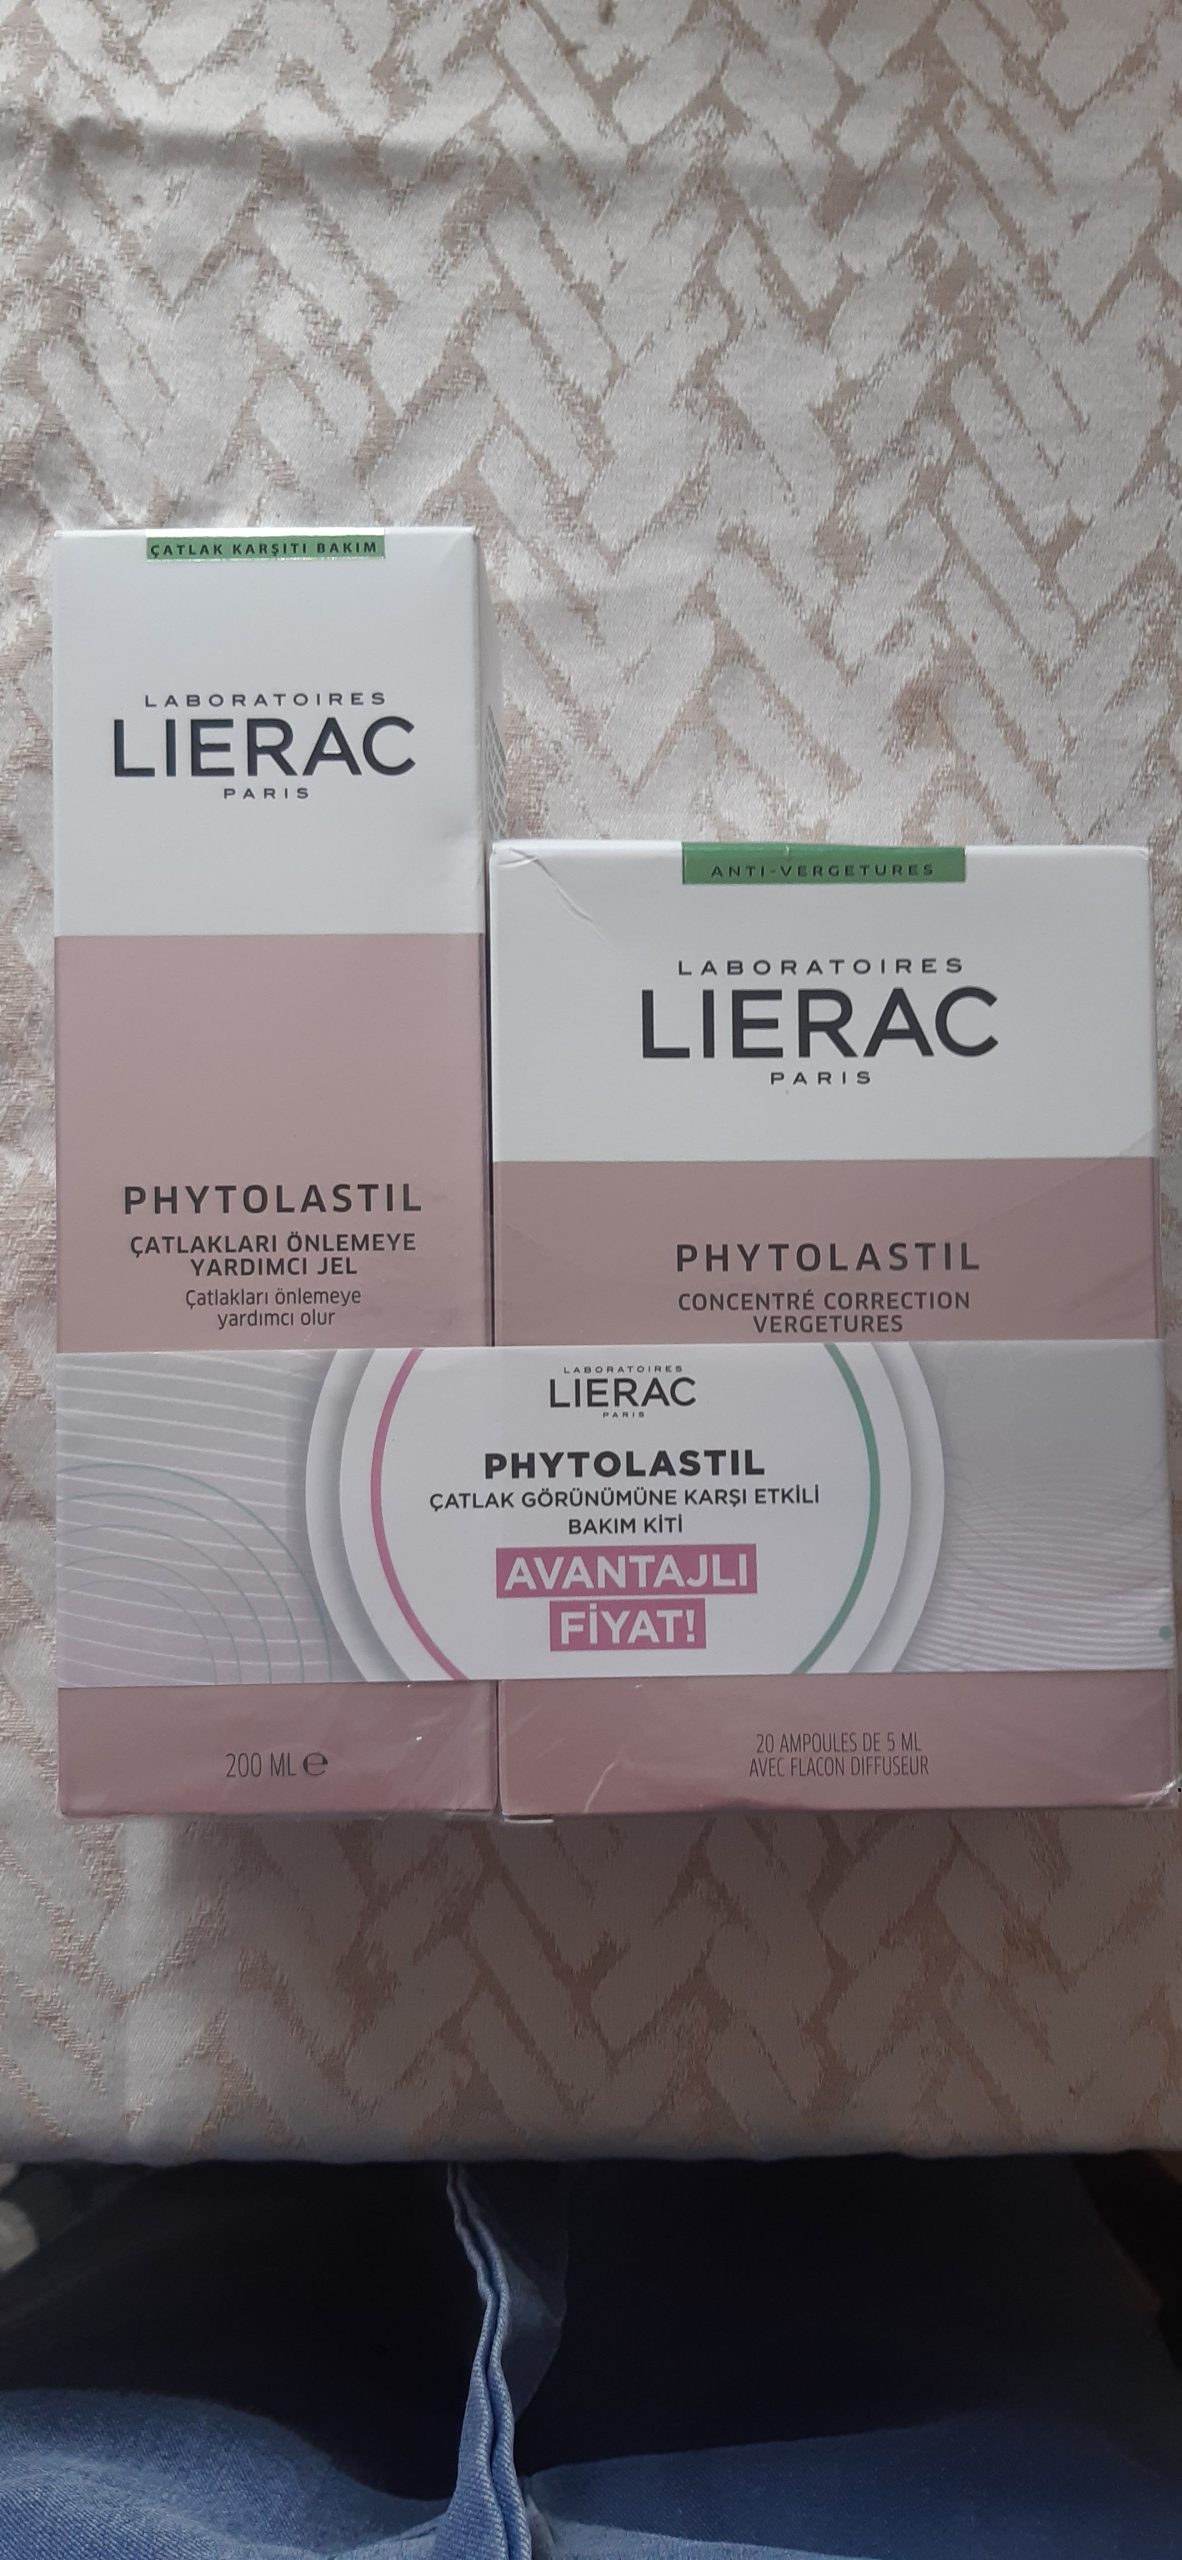 ÇATLAK KARŞITI BAKIM
LABORATOIRES
LIERAC
PARIS
PHYTOLASTIL
ÇATLAKLARI ÖNLEMEYE
YARDIMCI JEL
Çatlakları önlemeye
yardımcı olur
200 ML ℮
ANTI-VERGETURES
LABORATOIRES
LIERAC
PARIS
PHYTOLASTIL
CONCENTRÉ CORRECTION
VERGETURES
20 AMPOULES DE 5 ML
AVEC FLACON DIFFUSEUR
LABORATOIRES
LIERAC
PARIS
PHYTOLASTIL
ÇATLAK GÖRÜNÜMÜNE KARŞI ETKİLİ
BAKIM KİTİ
AVANTAJLI
FİYAT!